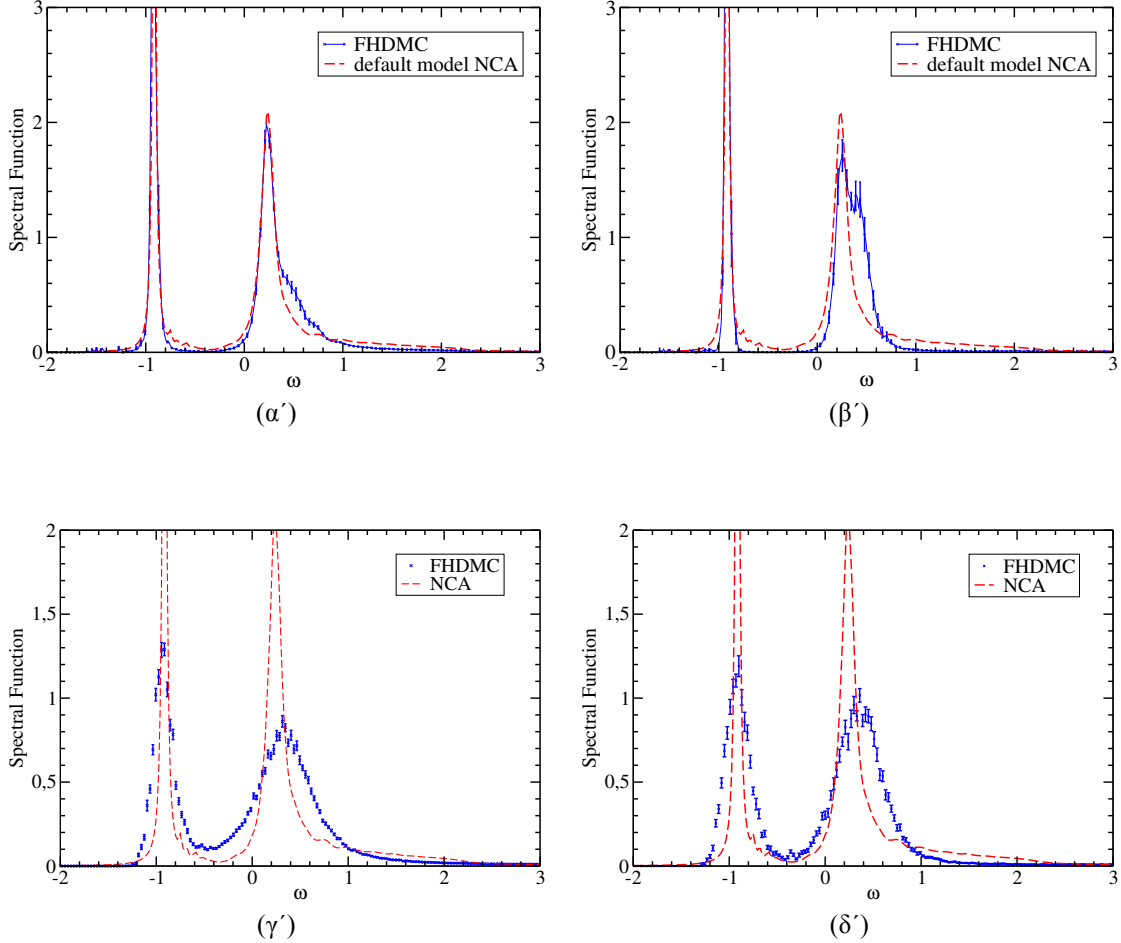 3
2
1
0
Spectral Function
-2 -1 0 1 2 3
ω
FHDMC
default model NCA
(α´)
3
2
1
0
Spectral Function
-2 -1 0 1 2 3
ω
FHDMC
default model NCA
(β´)
2
1,5
1
0,5
0
Spectral Function
-2 -1 0 1 2 3
ω
FHDMC
NCA
(γ´)
2
1,5
1
0,5
0
Spectral Function
-2 -1 0 1 2 3
ω
FHDMC
NCA
(δ´)